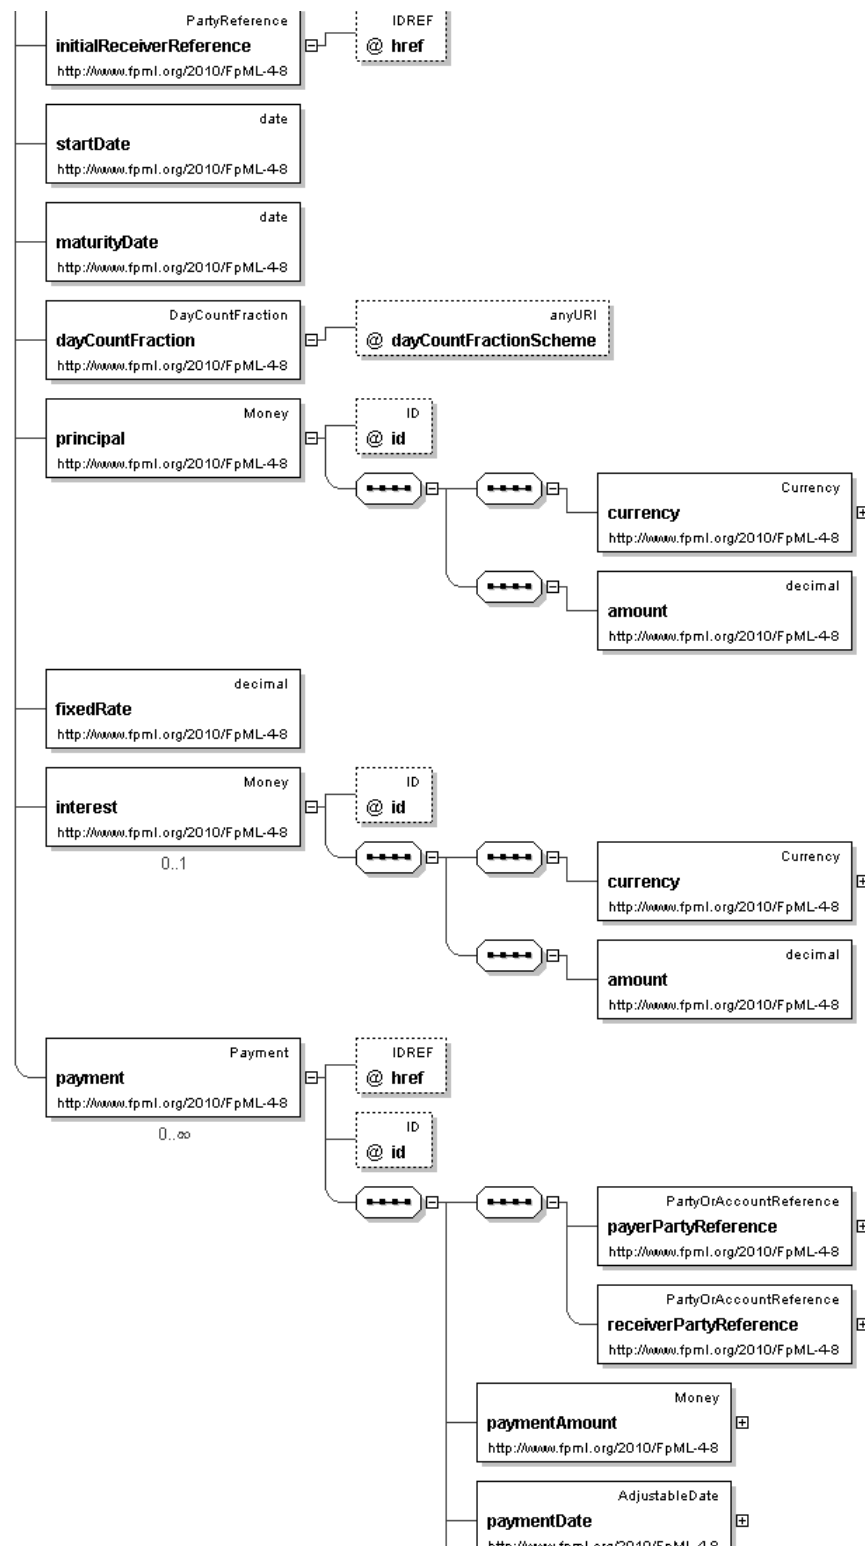 PartyReference
initialReceiverReference
http://www.fpml.org/2010/FpML-4-8
IDREF
@ href
date
startDate
http://www.fpml.org/2010/FpML-4-8
date
maturityDate
http://www.fpml.org/2010/FpML-4-8
DayCountFraction
dayCountFraction
http://www.fpml.org/2010/FpML-4-8
anyURI
@ dayCountFractionScheme
Money
principal
http://www.fpml.org/2010/FpML-4-8
ID
@ id
Currency
currency
http://www.fpml.org/2010/FpML-4-8
decimal
amount
http://www.fpml.org/2010/FpML-4-8
decimal
fixedRate
http://www.fpml.org/2010/FpML-4-8
Money
interest
http://www.fpml.org/2010/FpML-4-8
0..1
ID
@ id
Currency
currency
http://www.fpml.org/2010/FpML-4-8
decimal
amount
http://www.fpml.org/2010/FpML-4-8
Payment
payment
http://www.fpml.org/2010/FpML-4-8
0..∞
IDREF
@ href
ID
@ id
PartyOrAccountReference
payerPartyReference
http://www.fpml.org/2010/FpML-4-8
PartyOrAccountReference
receiverPartyReference
http://www.fpml.org/2010/FpML-4-8
Money
paymentAmount
http://www.fpml.org/2010/FpML-4-8
AdjustableDate
paymentDate
http://www.fpml.org/2010/FpML-4-8